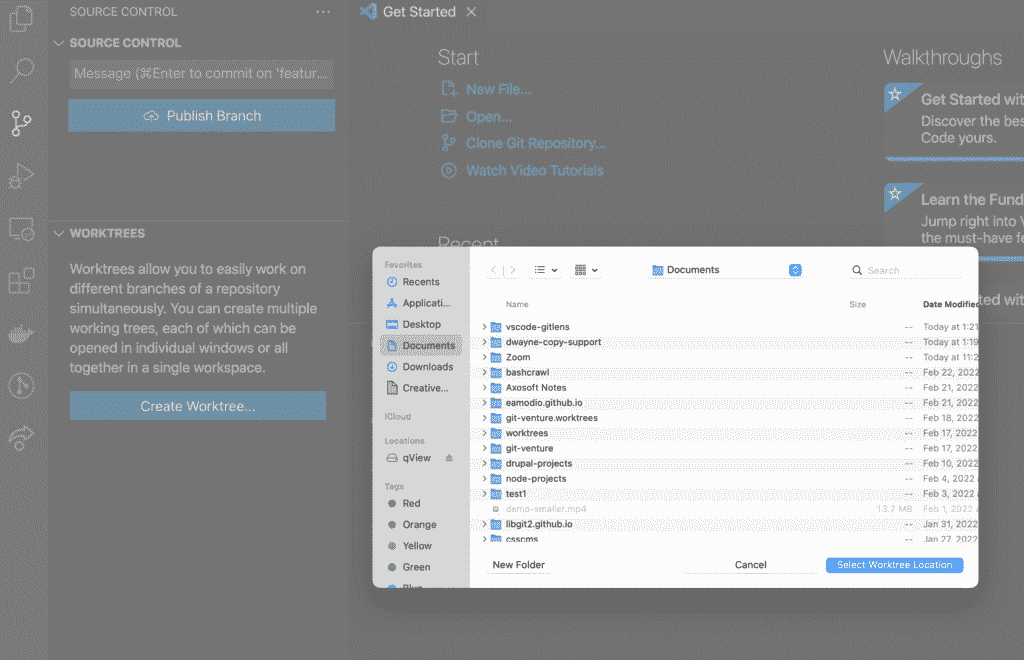 SOURCE CONTROL
SOURCE CONTROL
Message (⌘Enter to commit on 'featur...
Publish Branch
WORKTREES
Worktrees allow you to easily work on
different branches of a repository
simultaneously. You can create multiple
working trees, each of which can be
opened in individual windows or all
together in a single workspace.
Create Worktree...
Get Started
Start
New File...
Open...
Clone Git Repository...
Watch Video Tutorials
Recent
Walkthroughs
Get Started wit
Discover the bes
Code yours.
Learn the Fund
Jump right into V
the must-have fe
ted wit
Favorites
Recents
Applicati...
Desktop
Documents
Downloads
Creative...
iCloud
Locations
qView
Tags
Red
Orange
Yellow
Green
Blue
Documents
Search
Name Size Date Modified
vscode-gitlens -- Today at 1:21
dwayne-copy-support -- Today at 1:19
Zoom -- Today at 11:2
bashcrawl -- Feb 22, 2022
Axosoft Notes -- Feb 21, 2022
eamodio.github.io -- Feb 21, 2022
git-venture.worktrees -- Feb 18, 2022
worktrees -- Feb 17, 2022
git-venture -- Feb 17, 2022
drupal-projects -- Feb 10, 2022
node-projects -- Feb 4, 2022 a
test1 -- Feb 3, 2022 a
demo-smaller.mp4 13.7 MB Feb 1, 2022 a
libgit2.github.io -- Jan 31, 2022
csscms -- Jan 27, 2022
New Folder
Cancel
Select Worktree Location